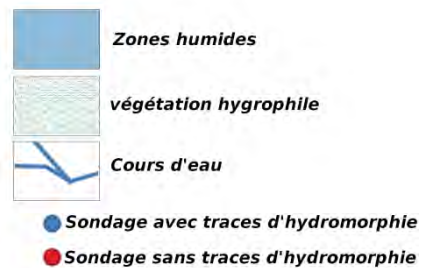 Zones humides
végétation hygrophile
Cours d'eau
Sondage avec traces d'hydromorphie
Sondage sans traces d'hydromorphie